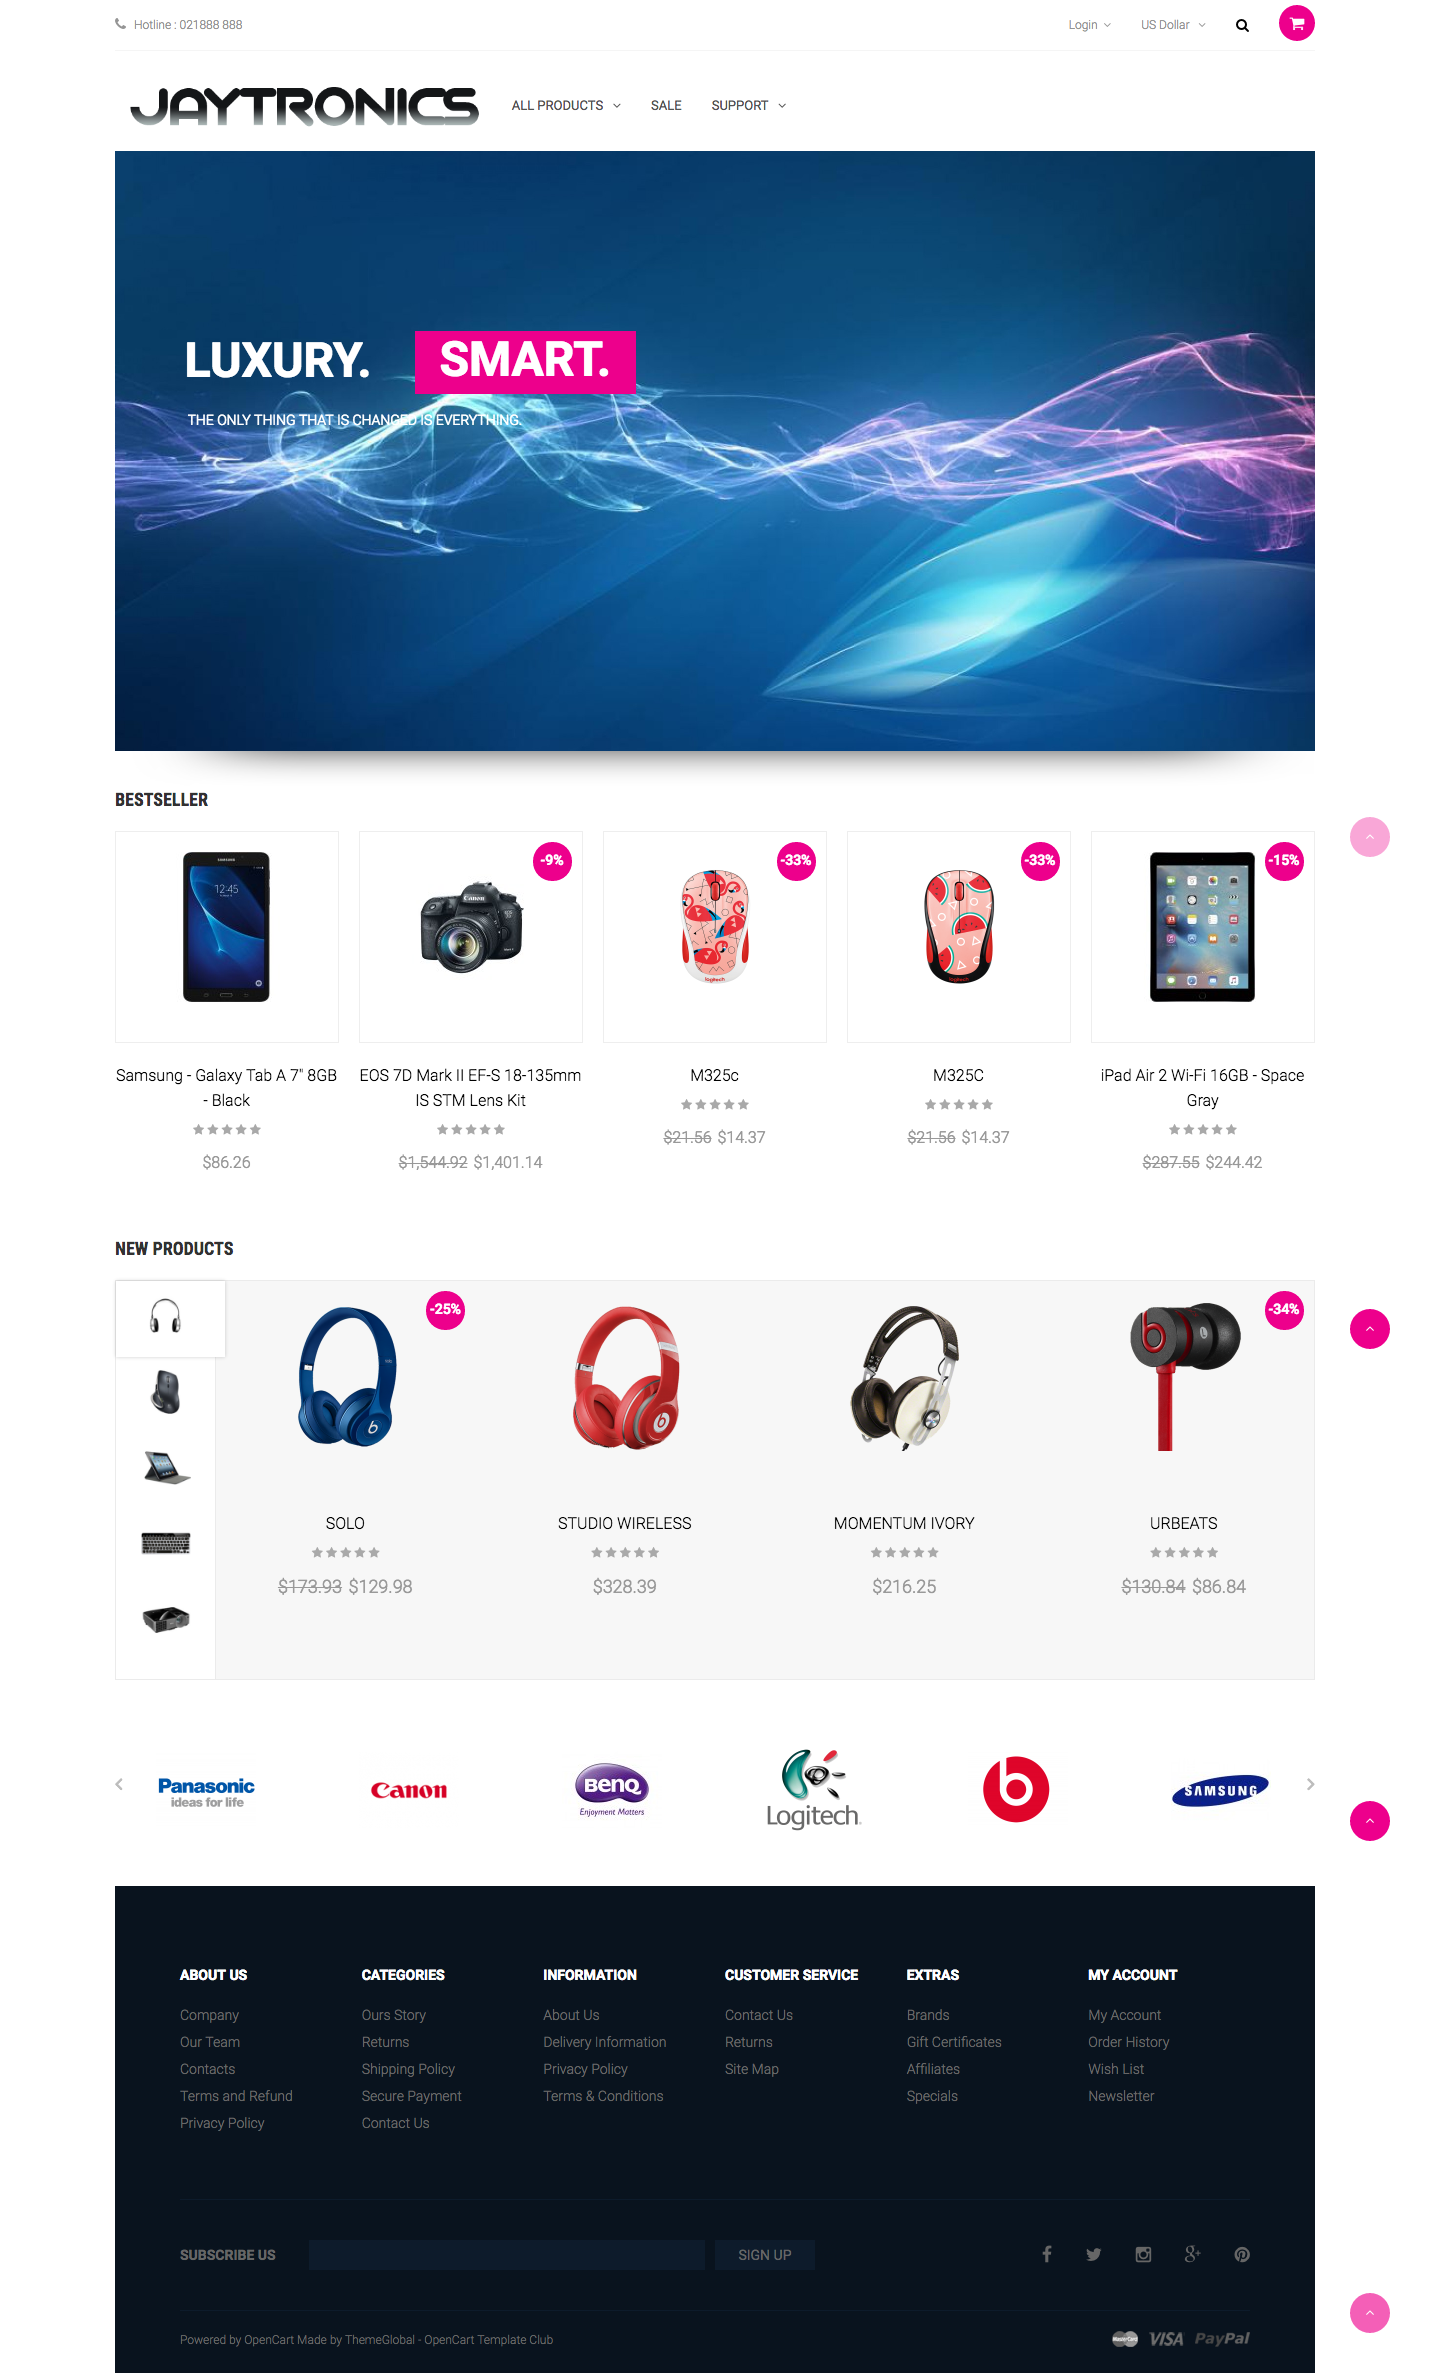 Hotline : 021888 888
Login
US Dollar
JAYTRONICS
ALL PRODUCTS
SALE
SUPPORT
LUXURY.
SMART.
THE ONLY THING THAT IS CHANGED IS EVERYTHING.
BESTSELLER
SAMSUNG
12:45
-9%
Canon
EOS
7D
-33%
logitech
-33%
logitech
-15%
Samsung - Galaxy Tab A 7" 8GB
- Black
$86.26
EOS 7D Mark II EF-S 18-135mm
IS STM Lens Kit
$1,544.92 $1,401.14
M325c
$21.56 $14.37
M325C
$21.56 $14.37
iPad Air 2 Wi-Fi 16GB - Space
Gray
$287.55 $244.42
NEW PRODUCTS
-25%
b
b
b
-34%
SOLO
$173.93 $129.98
STUDIO WIRELESS
$328.39
MOMENTUM IVORY
$216.25
URBEATS
$130.84 $86.84
Panasonic
ideas for life
Canon
BenQ
Enjoyment Matters
Logitech
b
SAMSUNG
ABOUT US
Company
Our Team
Contacts
Terms and Refund
Privacy Policy
CATEGORIES
Ours Story
Returns
Shipping Policy
Secure Payment
Contact Us
INFORMATION
About Us
Delivery Information
Privacy Policy
Terms & Conditions
CUSTOMER SERVICE
Contact Us
Returns
Site Map
EXTRAS
Brands
Gift Certificates
Affiliates
Specials
MY ACCOUNT
My Account
Order History
Wish List
Newsletter
SUBSCRIBE US
SIGN UP
Powered by OpenCart Made by ThemeGlobal - OpenCart Template Club
MasterCard
VISA
PayPal